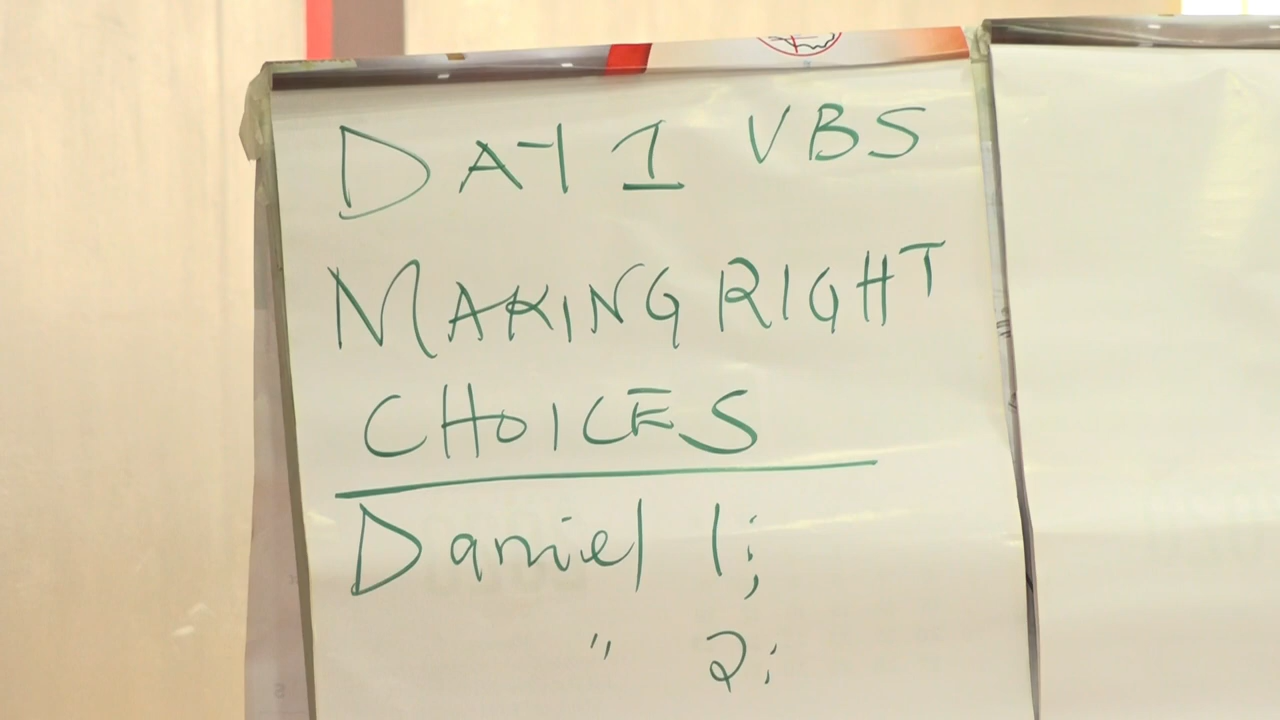 DAY 1 VBS
MAKING RIGHT
CHOICES
Daniel 1;
" 2;